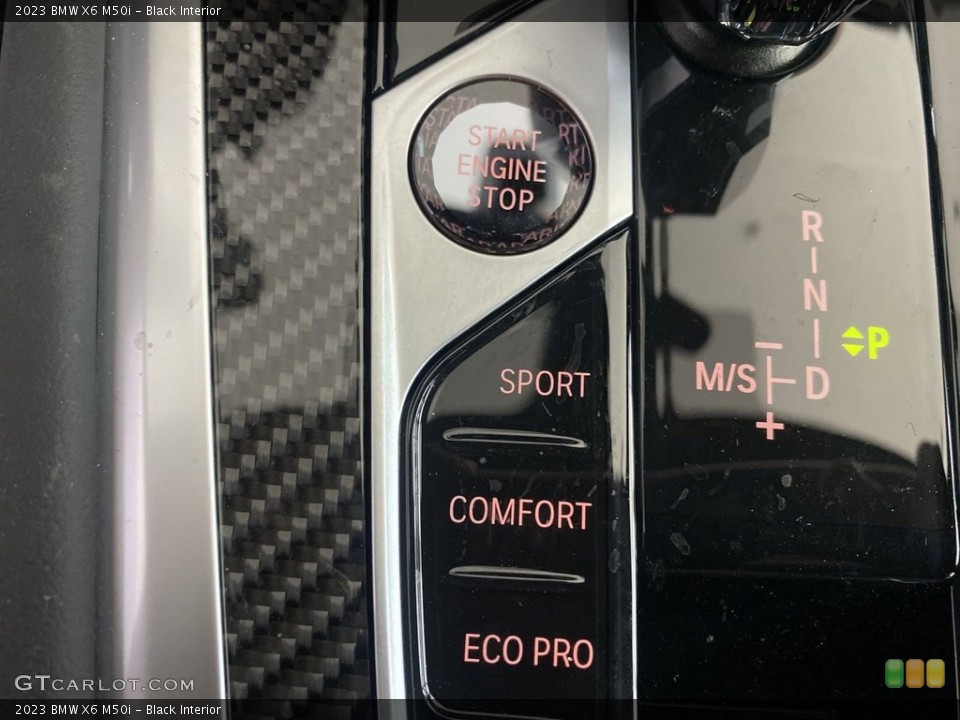 2023 BMW X6 M50i – Black Interior
START
ENGINE
STOP
R
N
P
M/S D
SPORT
COMFORT
ECO PRO
GTCARLOT.COM
2023 BMW X6 M50i – Black Interior